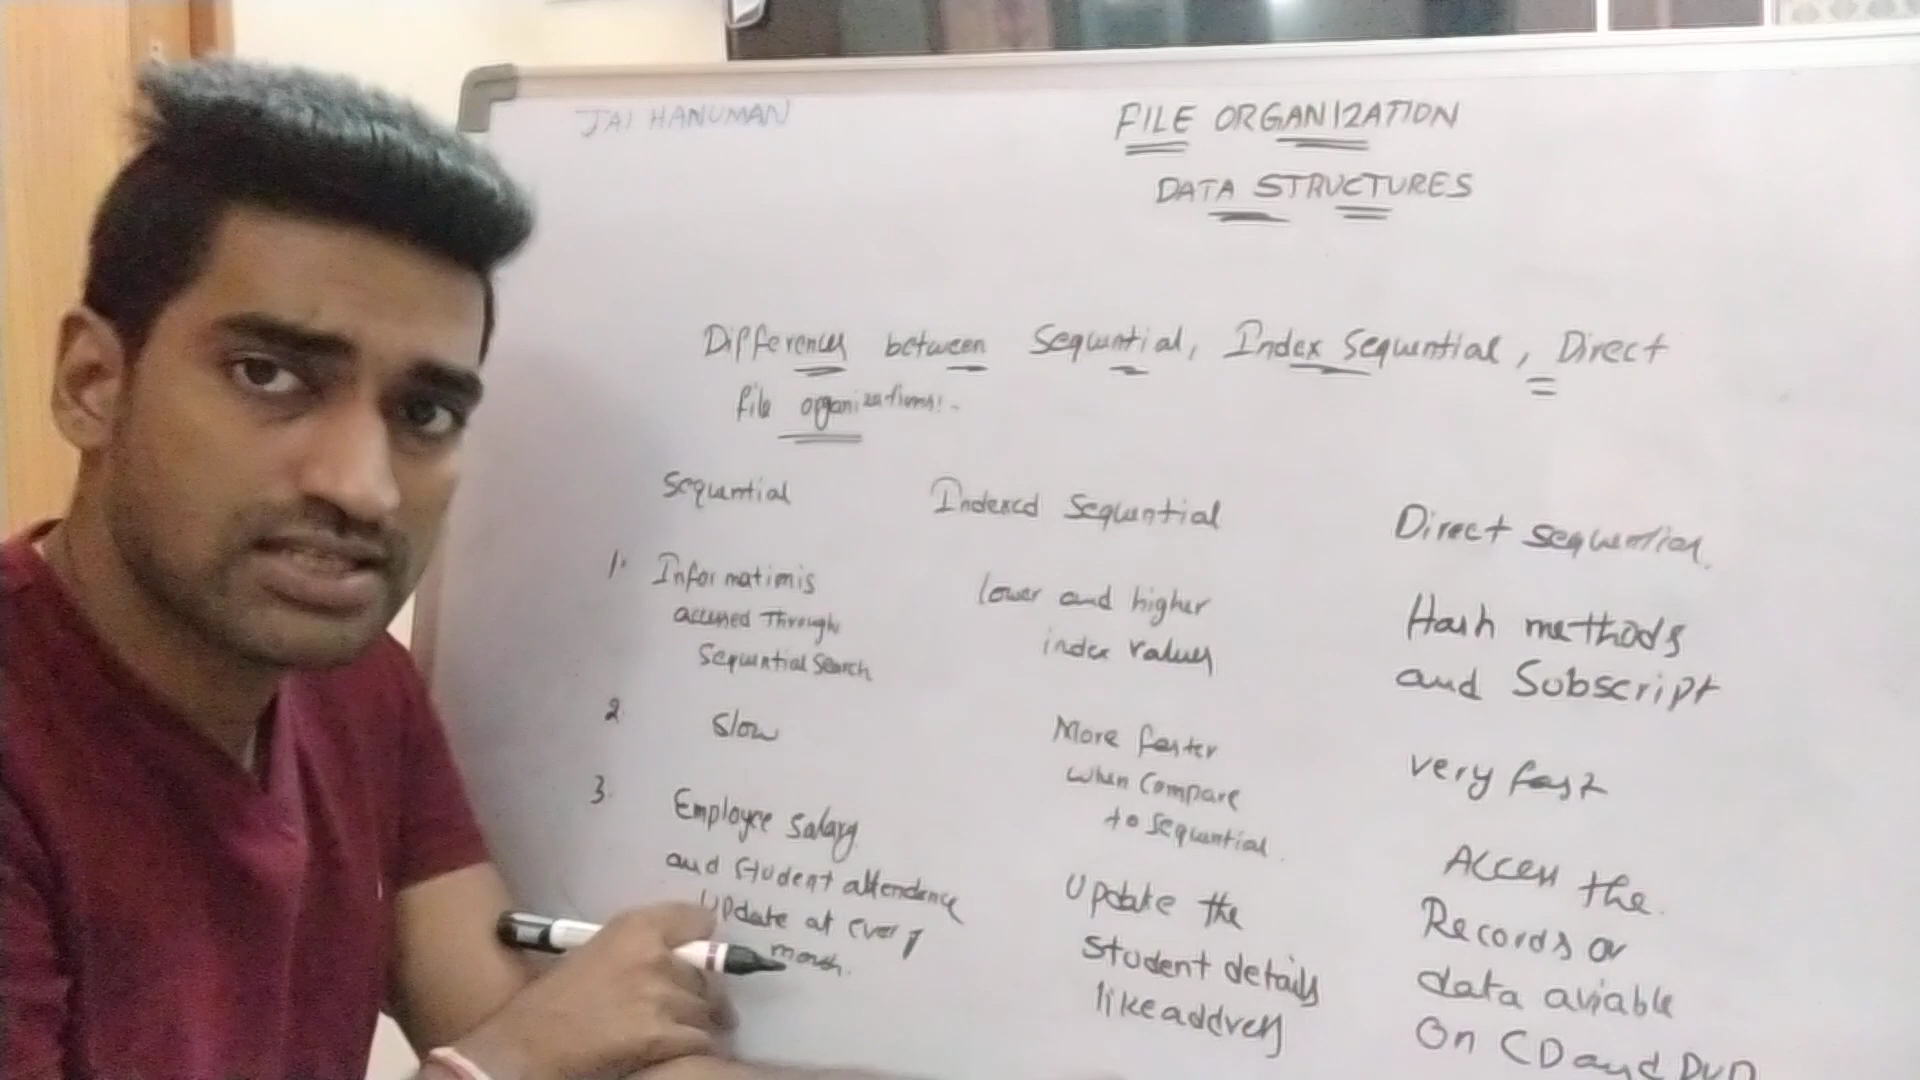 JAI HANUMAN
FILE ORGANIZATION
DATA STRUCTURES
Differences between Sequential, Index Sequential, Direct
file organizations:-
Sequential
Indexed Sequential
Direct sequential.
1. Information is
accessed Through
Sequential Search
lower and higher
index values
Hash methods
and Subscript
2. Slow
More faster
when compare
to sequential.
very fast
3. Employee salary
and student attendence
Update at every
month.
Update the
student details
like address
Access the
Records or
data aviable
On CD and DVD